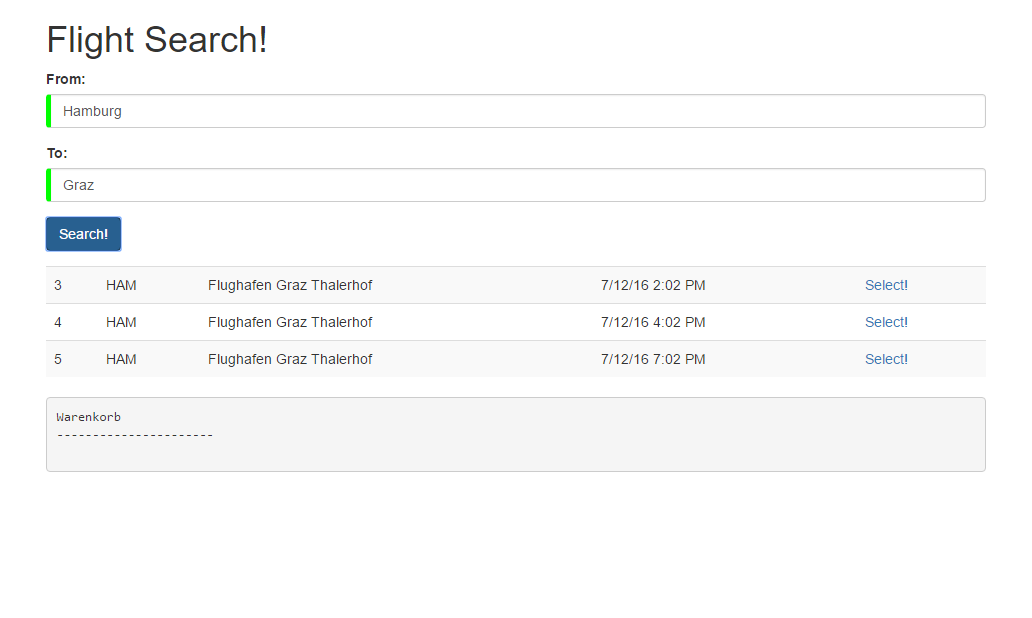 Flight Search!
From:
Hamburg
To:
Graz
Search!
3 HAM Flughafen Graz Thalerhof 7/12/16 2:02 PM Select!
4 HAM Flughafen Graz Thalerhof 7/12/16 4:02 PM Select!
5 HAM Flughafen Graz Thalerhof 7/12/16 7:02 PM Select!
Warenkorb
----------------------